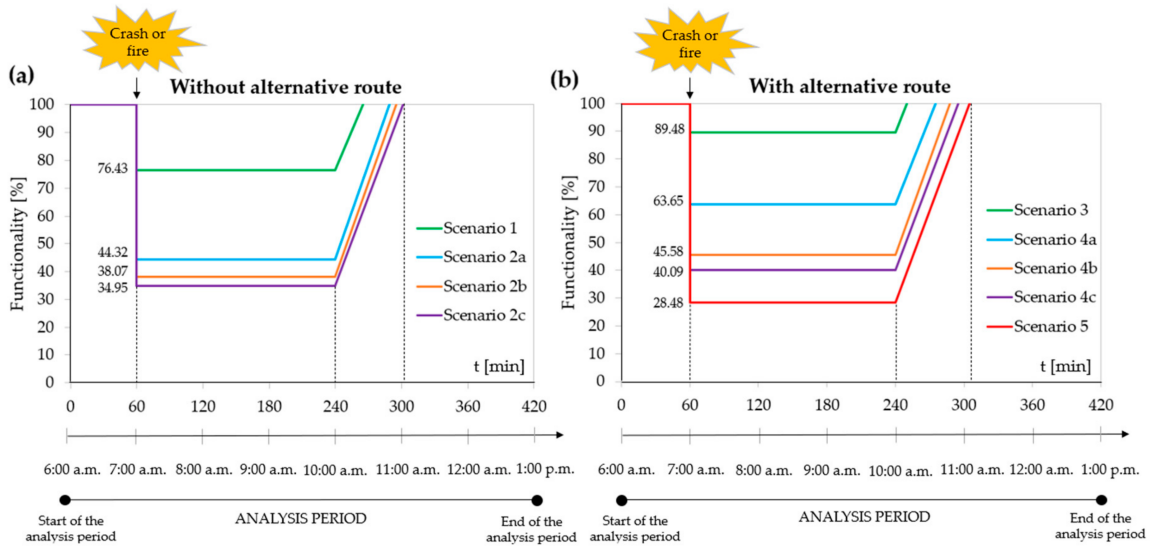 Crash or
fire
(a)
Without alternative route
Functionality [%]
100
90
80
70
60
50
40
30
20
10
0
76.43
44.32
38.07
34.95
Scenario 1
Scenario 2a
Scenario 2b
Scenario 2c
t [min]
0 60 120 180 240 300 360 420
6:00 a.m. 7:00 a.m. 8:00 a.m. 9:00 a.m. 10:00 a.m. 11:00 a.m. 12:00 a.m. 1:00 p.m.
Start of the
analysis period
ANALYSIS PERIOD
End of the
analysis period
Crash or
fire
(b)
With alternative route
Functionality [%]
100
90
80
70
60
50
40
30
20
10
0
89.48
63.65
45.58
40.09
28.48
Scenario 3
Scenario 4a
Scenario 4b
Scenario 4c
Scenario 5
t [min]
0 60 120 180 240 300 360 420
6:00 a.m. 7:00 a.m. 8:00 a.m. 9:00 a.m. 10:00 a.m. 11:00 a.m. 12:00 a.m. 1:00 p.m.
Start of the
analysis period
ANALYSIS PERIOD
End of the
analysis period